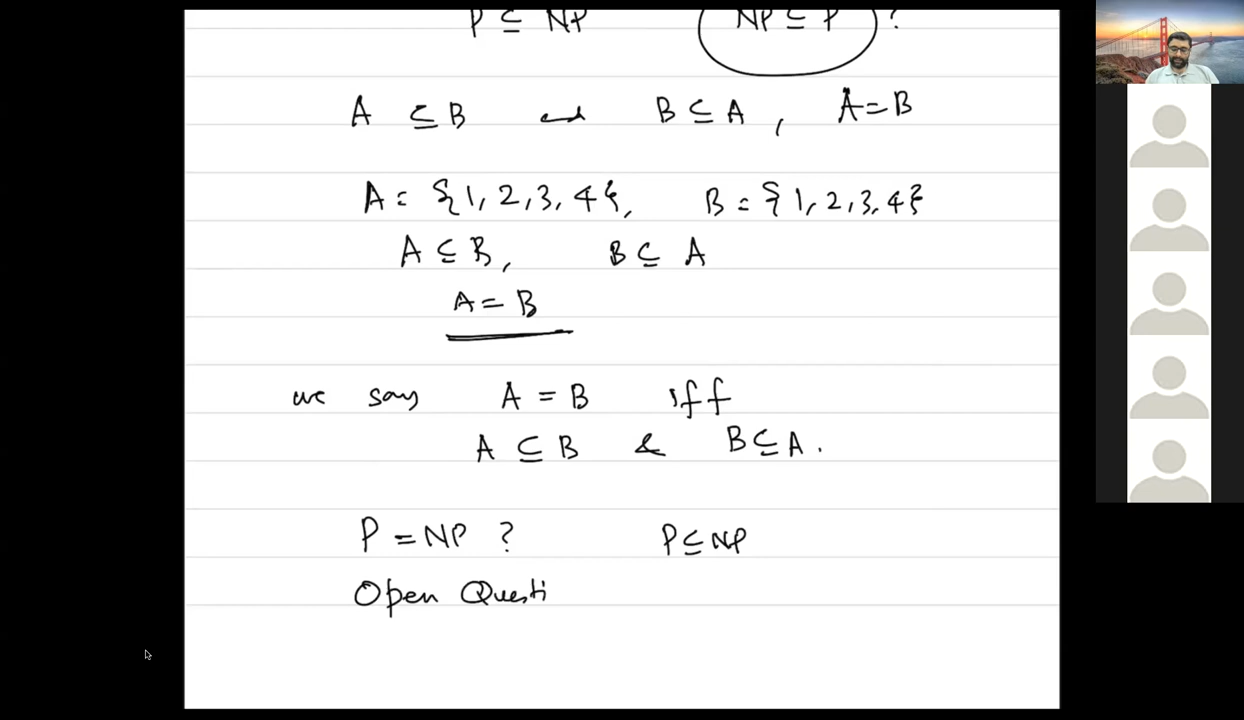 P ⊆ NP NP ⊆ P ?
A ⊆ B and B ⊆ A , A = B
A = {1, 2, 3, 4}, B = {1, 2, 3, 4}
A ⊆ B, B ⊆ A
A = B
we say A = B iff
A ⊆ B & B ⊆ A.
P = NP ? P ⊆ NP
Open Questi